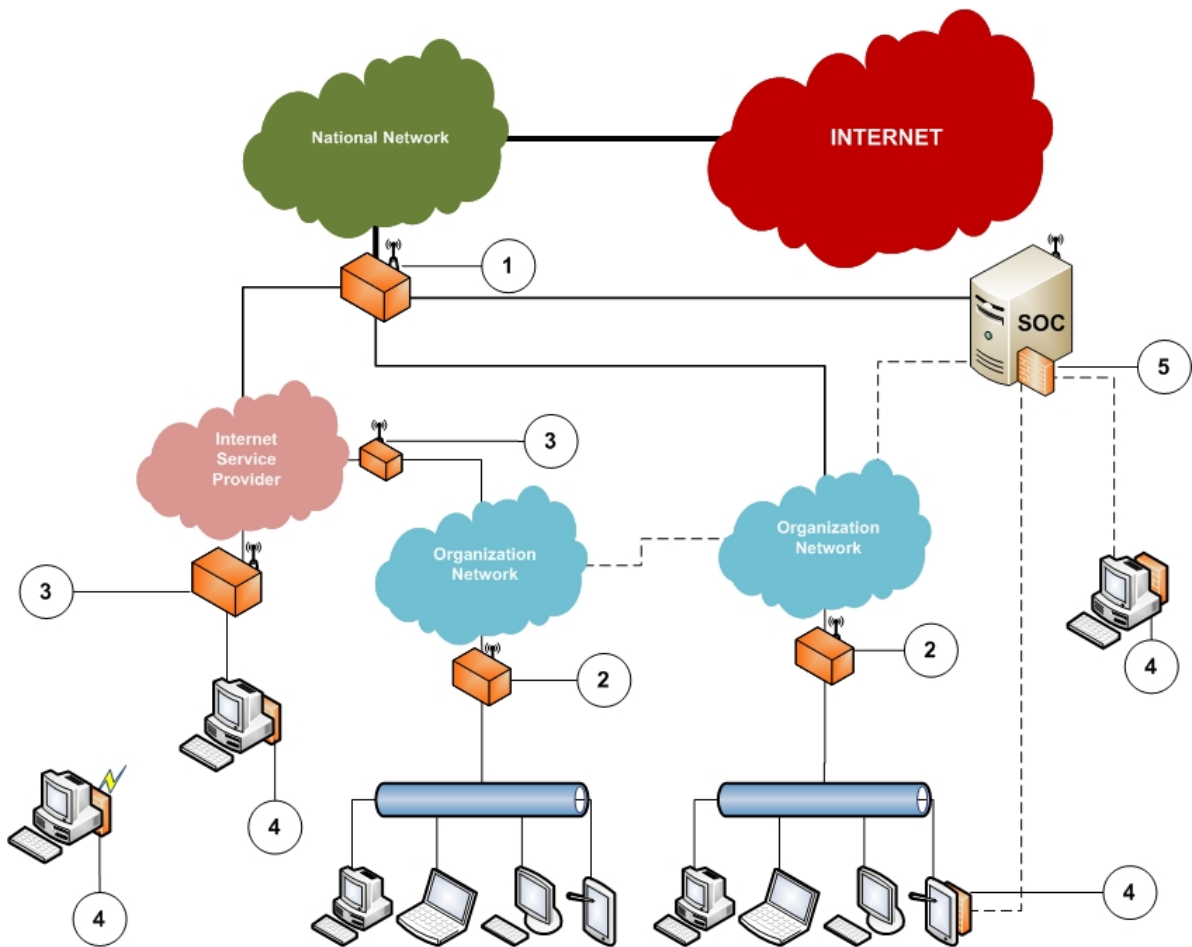 National Network
INTERNET
1
SOC
5
Internet
Service
Provider
3
Organization
Network
Organization
Network
3
4
2
2
4
4
4